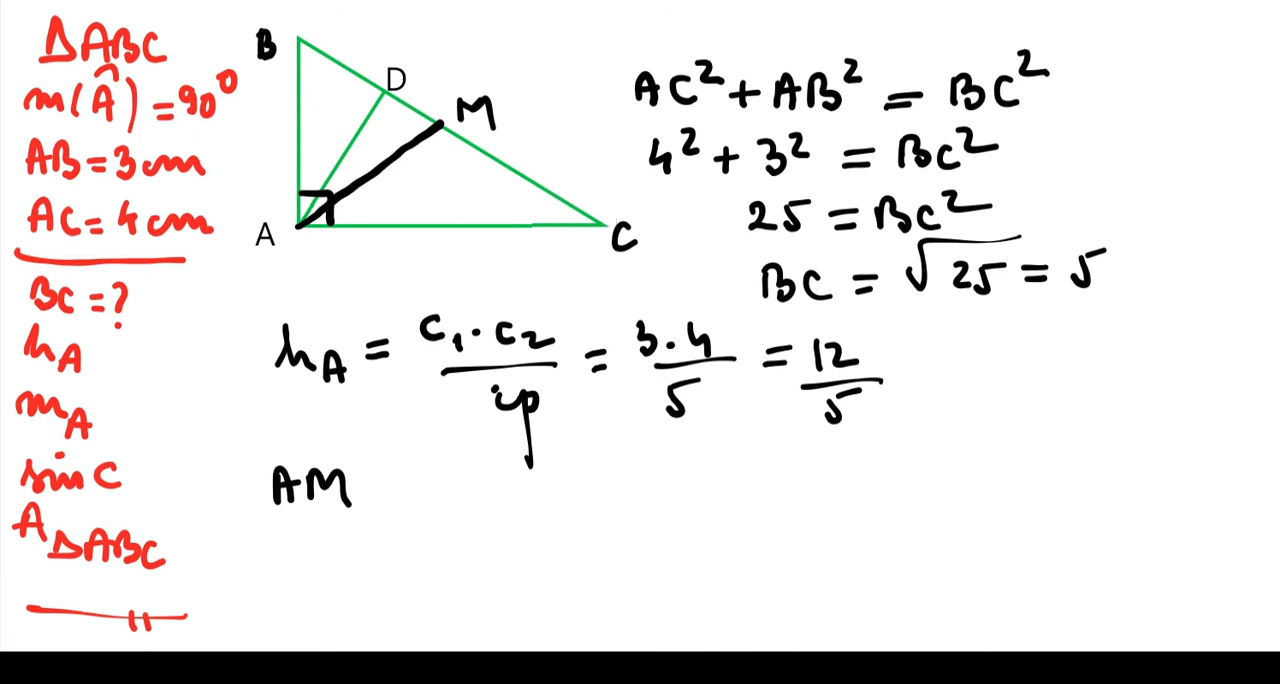 ΔABC
m(Â) = 90°
AB = 3 cm
AC = 4 cm
BC = ?
hA
mA
sin C
AΔABC
B
D
M
A
C
AC² + AB² = BC²
4² + 3² = BC²
25 = BC²
BC = √25 = 5
hA = c₁·c₂/ip = 3·4/5 = 12/5
AM